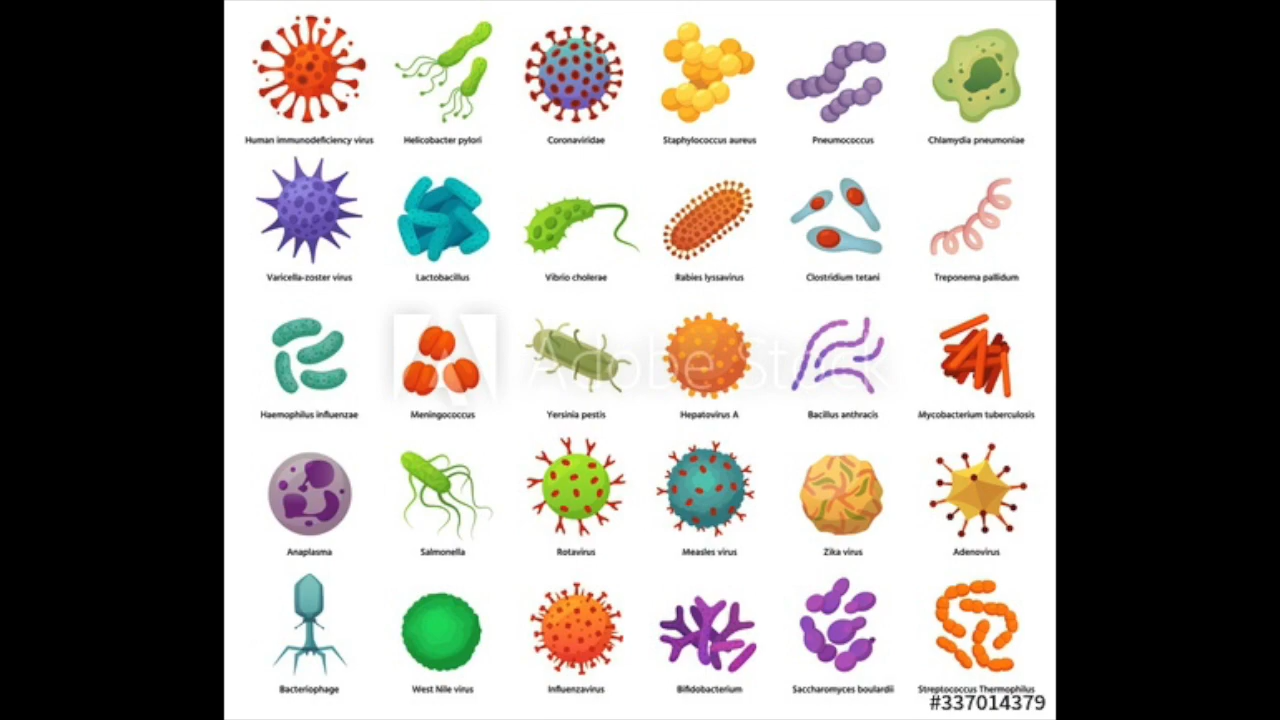 Human immunodeficiency virus
Helicobacter pylori
Coronaviridae
Staphylococcus aureus
Pneumococcus
Chlamydia pneumoniae
Varicella-zoster virus
Lactobacillus
Vibrio cholerae
Rabies lyssavirus
Clostridium tetani
Treponema pallidum
Adobe Stock
Haemophilus influenzae
Meningococcus
Yersinia pestis
Hepatovirus A
Bacillus anthracis
Mycobacterium tuberculosis
Anaplasma
Salmonella
Rotavirus
Measles virus
Zika virus
Adenovirus
Bacteriophage
West Nile virus
Influenzavirus
Bifidobacterium
Saccharomyces boulardii
Streptococcus Thermophilus
#337014379